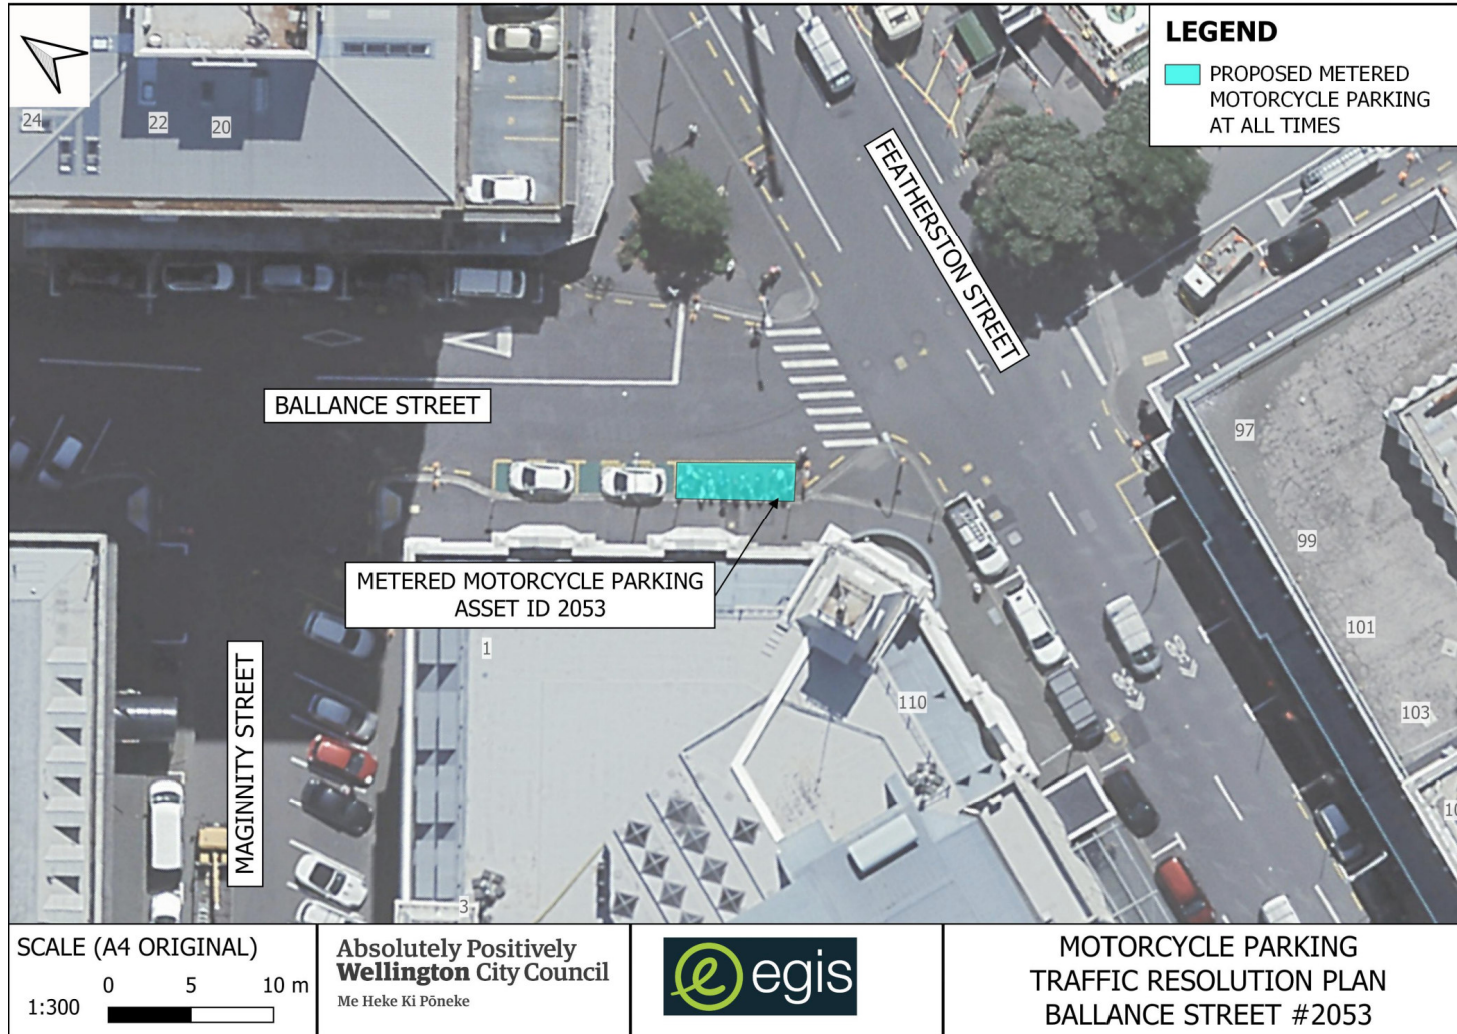 LEGEND
PROPOSED METERED
MOTORCYCLE PARKING
AT ALL TIMES
24
22
20
FEATHERSTON STREET
BALLANCE STREET
97
99
METERED MOTORCYCLE PARKING
ASSET ID 2053
101
1
110
103
MAGINNITY STREET
3
SCALE (A4 ORIGINAL)
0 5 10 m
1:300
Absolutely Positively
Wellington City Council
Me Heke Ki Pōneke
egis
MOTORCYCLE PARKING
TRAFFIC RESOLUTION PLAN
BALLANCE STREET #2053